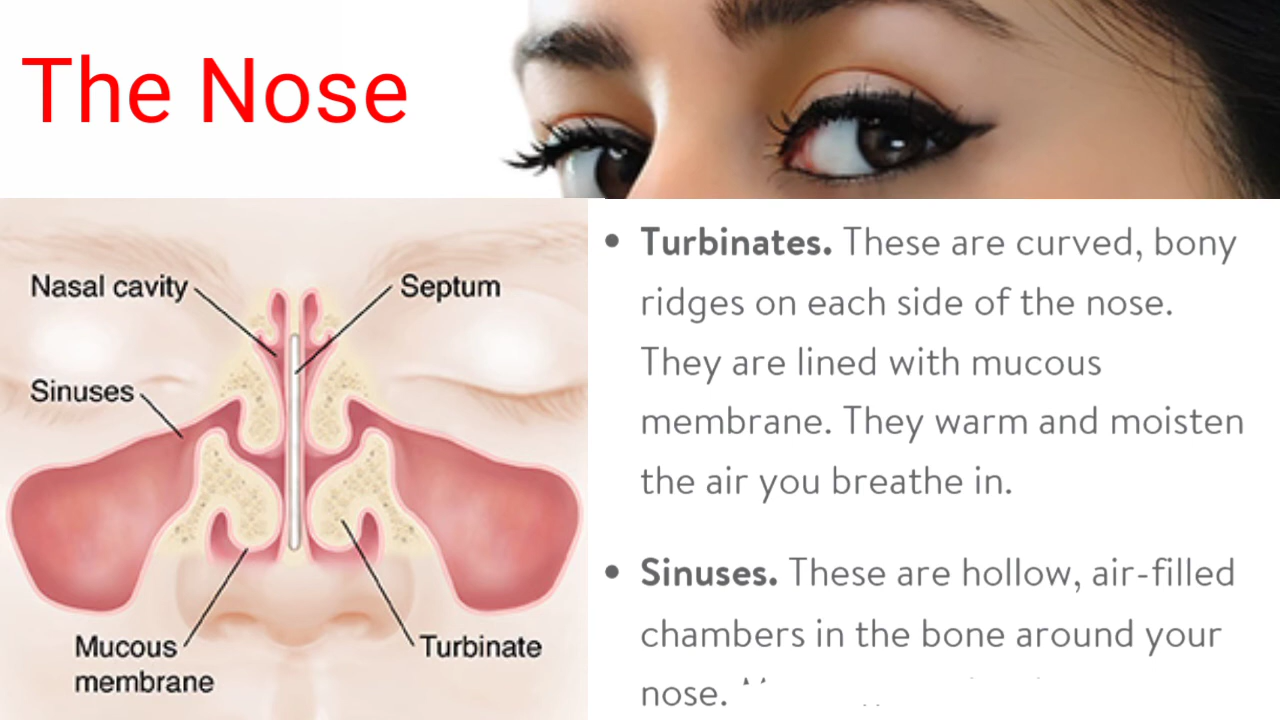 The Nose
Nasal cavity
Septum
Sinuses
Mucous
membrane
Turbinate
• Turbinates. These are curved, bony
ridges on each side of the nose.
They are lined with mucous
membrane. They warm and moisten
the air you breathe in.
• Sinuses. These are hollow, air-filled
chambers in the bone around your
nose.